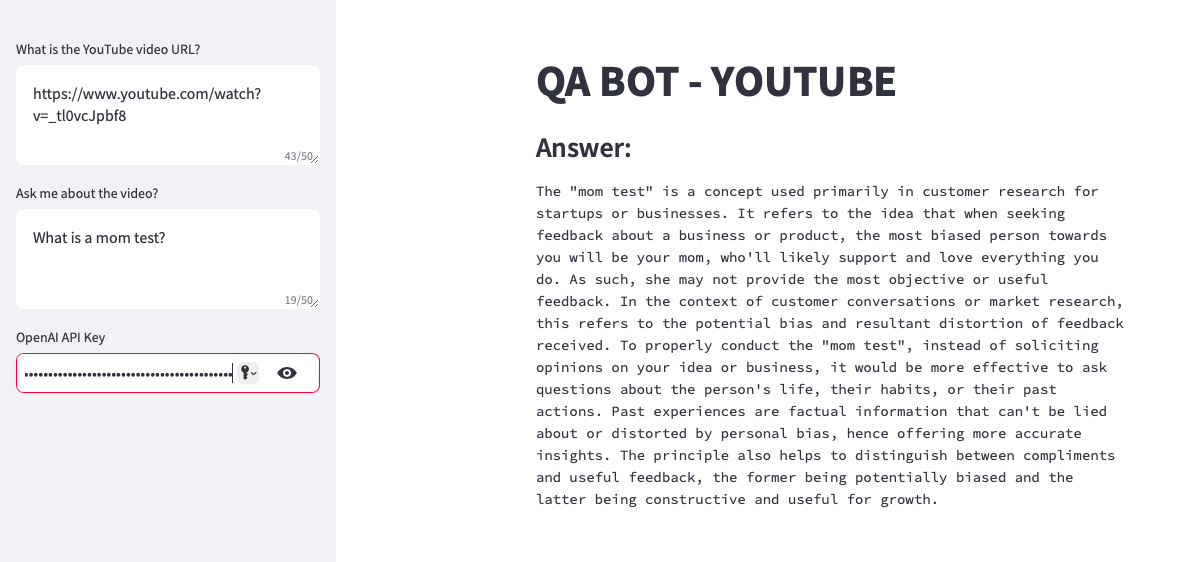 What is the YouTube video URL?
https://www.youtube.com/watch?
v=_tl0vcJpbf8
43/50
Ask me about the video?
What is a mom test?
19/50
OpenAI API Key
QA BOT - YOUTUBE
Answer:
The "mom test" is a concept used primarily in customer research for
startups or businesses. It refers to the idea that when seeking
feedback about a business or product, the most biased person towards
you will be your mom, who'll likely support and love everything you
do. As such, she may not provide the most objective or useful
feedback. In the context of customer conversations or market research,
this refers to the potential bias and resultant distortion of feedback
received. To properly conduct the "mom test", instead of soliciting
opinions on your idea or business, it would be more effective to ask
questions about the person's life, their habits, or their past
actions. Past experiences are factual information that can't be lied
about or distorted by personal bias, hence offering more accurate
insights. The principle also helps to distinguish between compliments
and useful feedback, the former being potentially biased and the
latter being constructive and useful for growth.